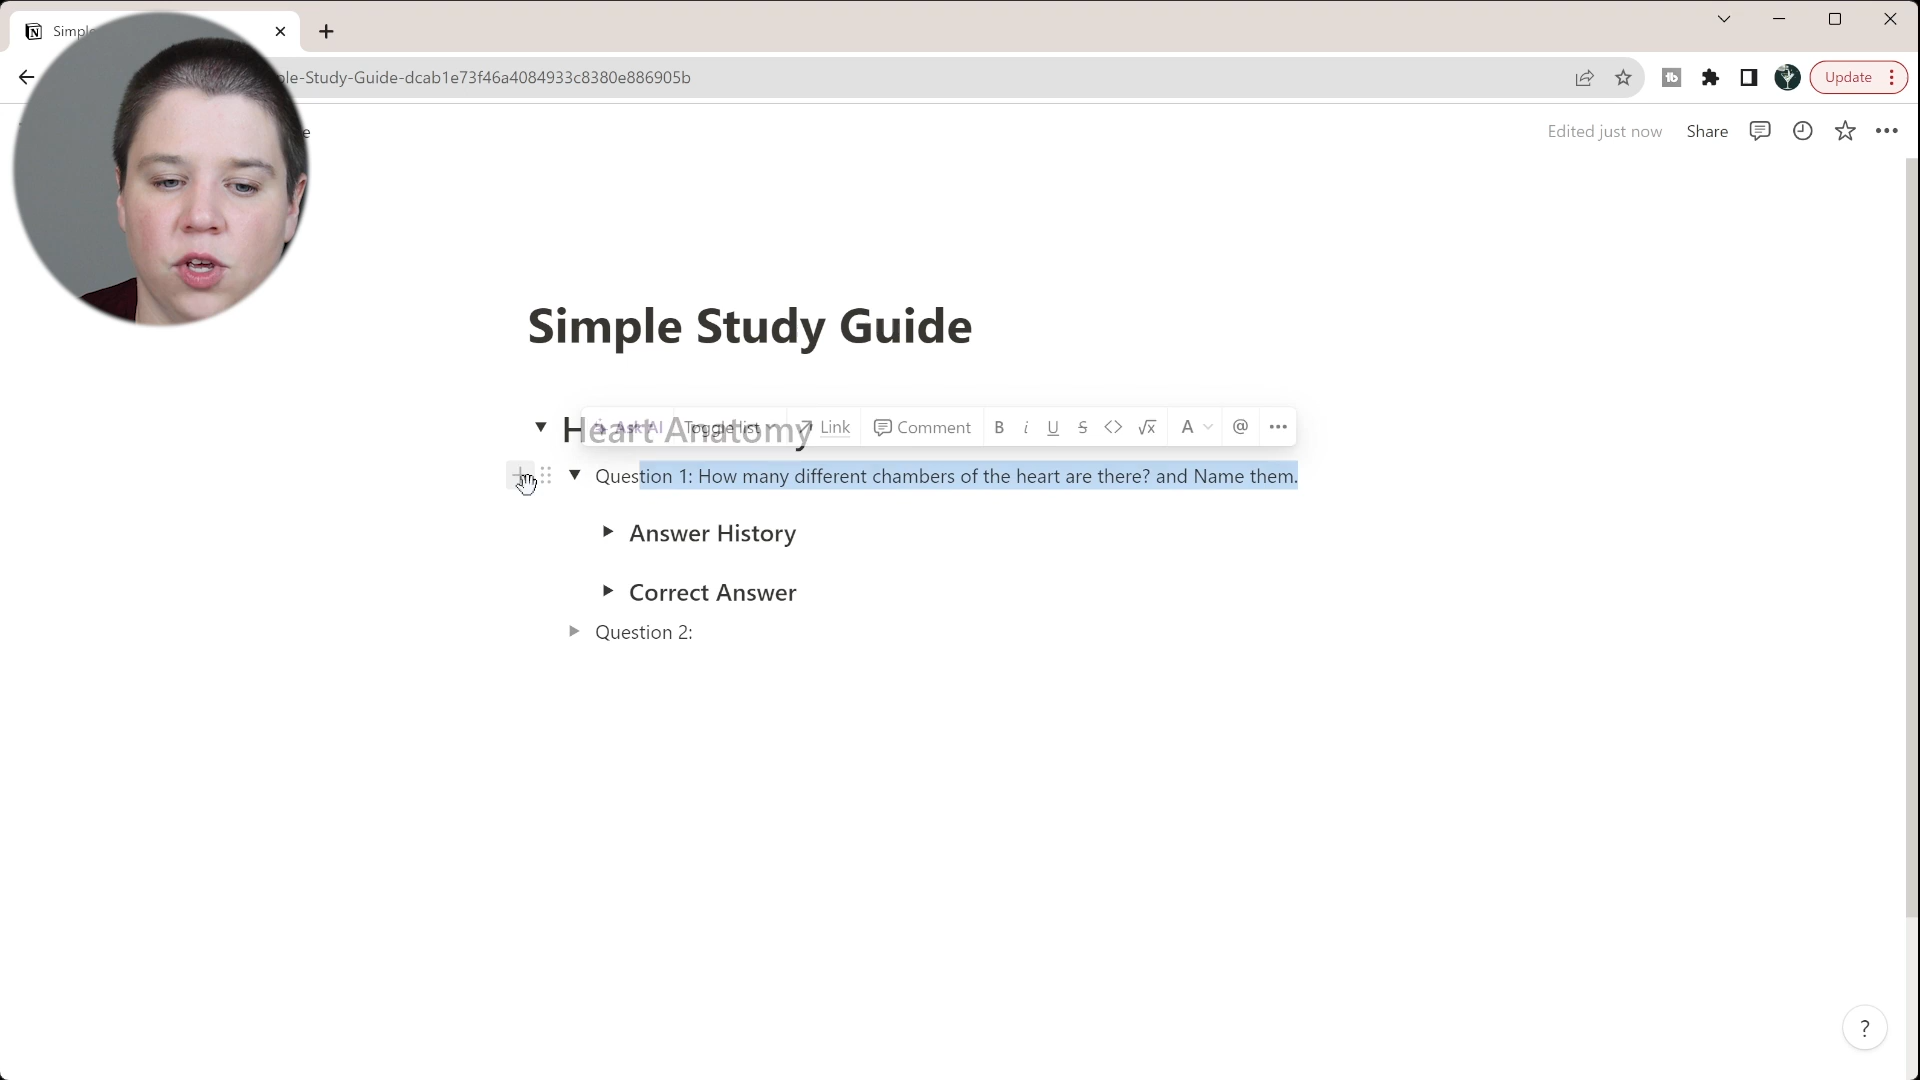 Simple
ple-Study-Guide-dcab1e73f46a4084933c8380e886905b
Update
Edited just now
Share
Simple Study Guide
Heart Anatomy
Ask AI
Toggle list
Link
Comment
B
i
U
S
<>
√x
A
@
Question 1: How many different chambers of the heart are there? and Name them.
Answer History
Correct Answer
Question 2:
?